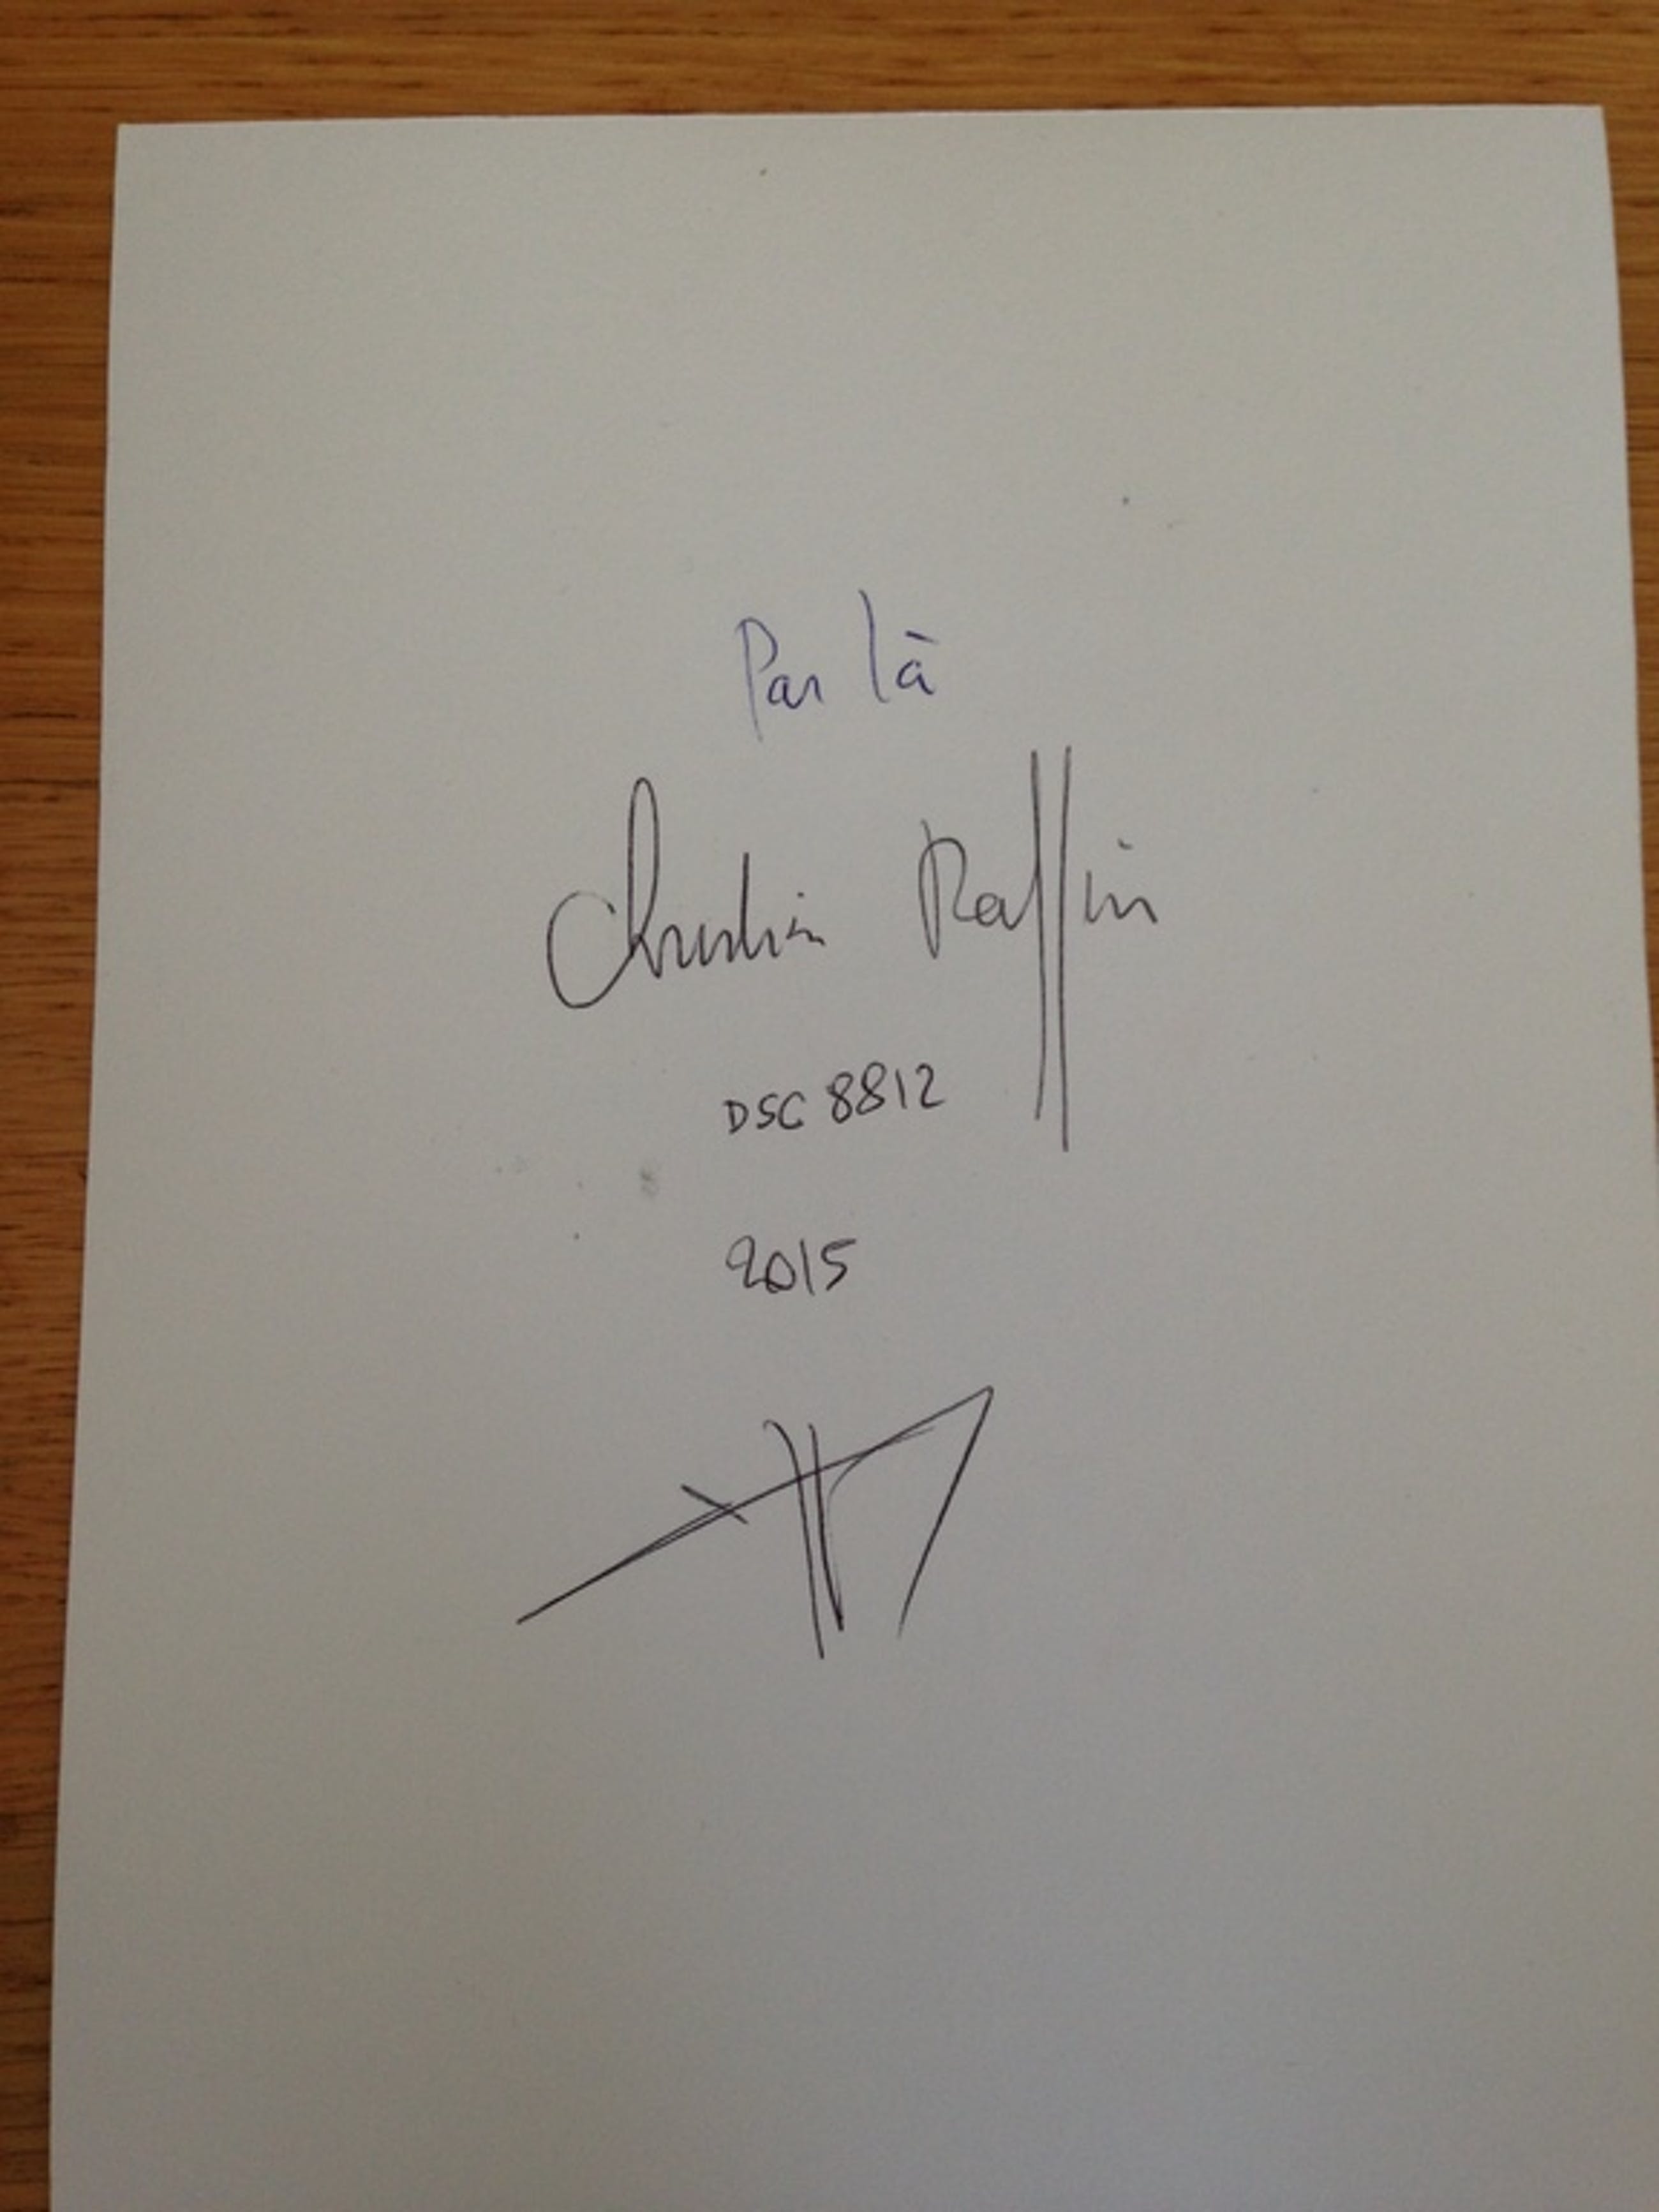 Par là
Christian Raffin
DSC 8812
2015